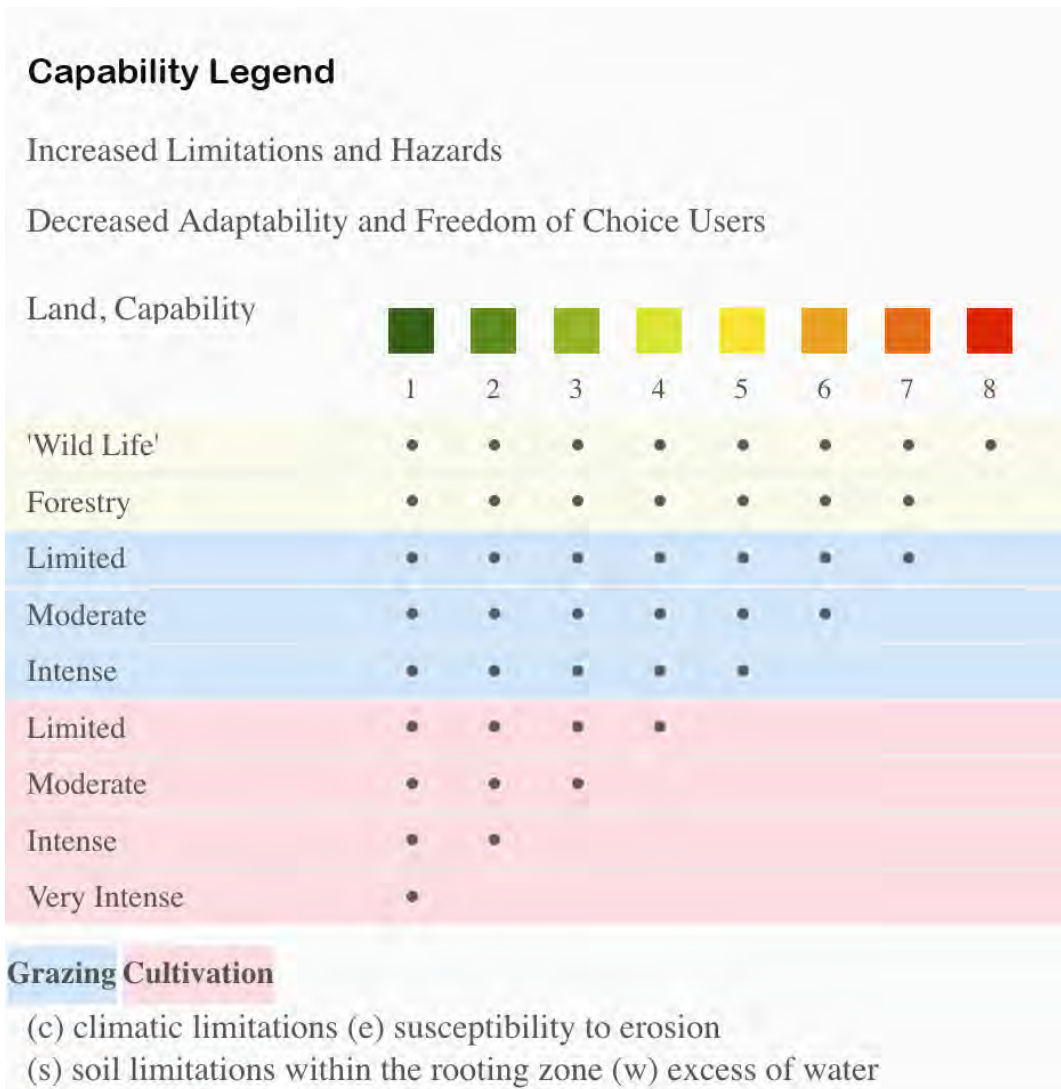 Capability Legend
Increased Limitations and Hazards
Decreased Adaptability and Freedom of Choice Users
Land, Capability
1 2 3 4 5 6 7 8
'Wild Life'
Forestry
Limited
Moderate
Intense
Limited
Moderate
Intense
Very Intense
Grazing Cultivation
(c) climatic limitations (e) susceptibility to erosion
(s) soil limitations within the rooting zone (w) excess of water